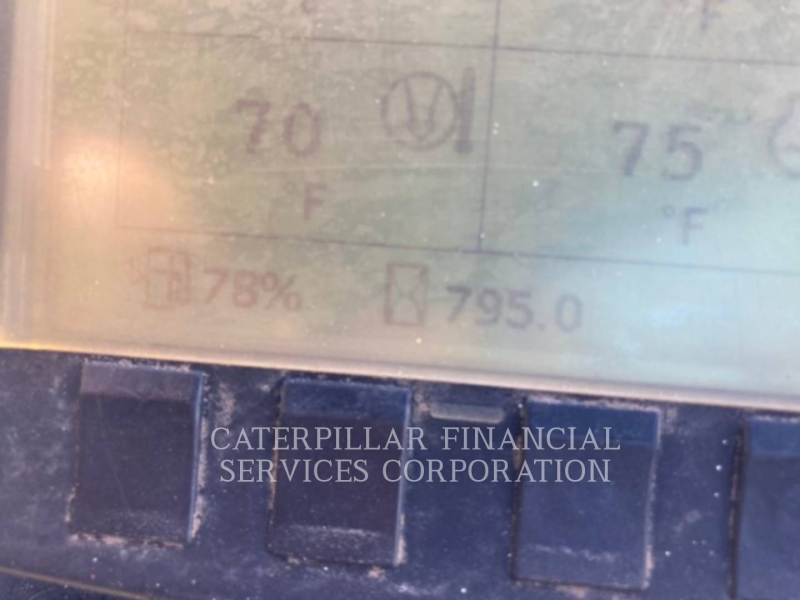 °F
°F
70
75
°F
°F
78%
795.0
CATERPILLAR FINANCIAL
SERVICES CORPORATION